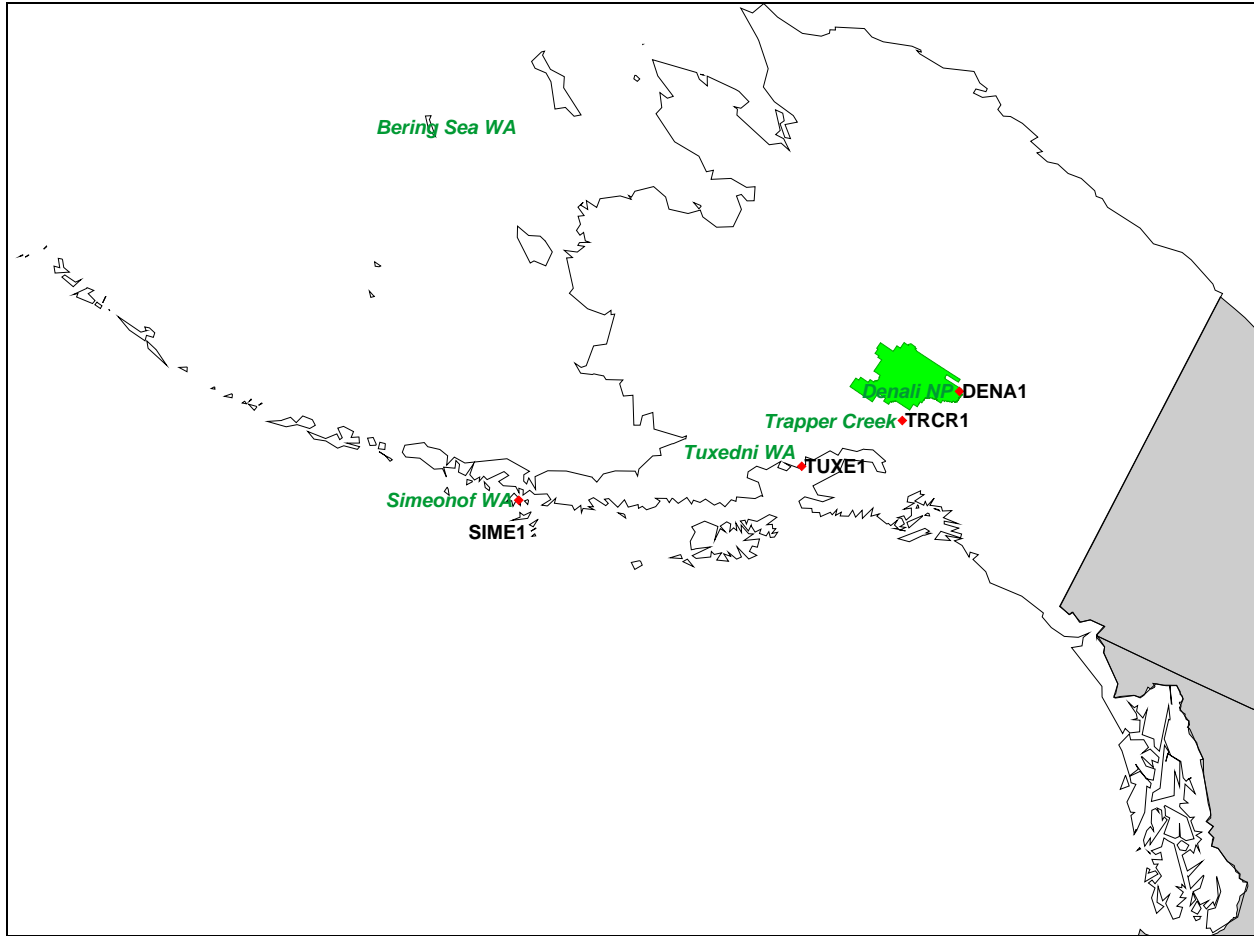 Bering Sea WA
Denali NP DENA1
Trapper Creek TRCR1
Tuxedni WA
TUXE1
Simeonof WA
SIME1